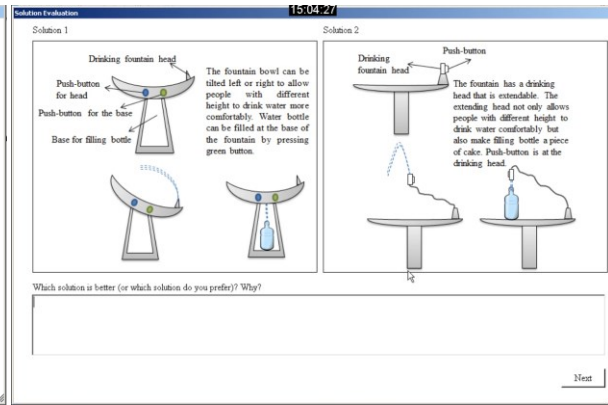 Solution Evaluation
15:04:27
Solution 1
Drinking fountain head
Push-button
for head
Push-button for the base
Base for filling bottle
The fountain bowl can be
tilted left or right to allow
people with different
height to drink water more
comfortably. Water bottle
can be filled at the base of
the fountain by pressing
green button.
Solution 2
Drinking
fountain head
Push-button
The fountain has a drinking
head that is extendable. The
extending head not only allows
people with different height to
drink water comfortably but
also make filling bottle a piece
of cake. Push-button is at the
drinking head.
Which solution is better (or which solution do you prefer)? Why?
Next